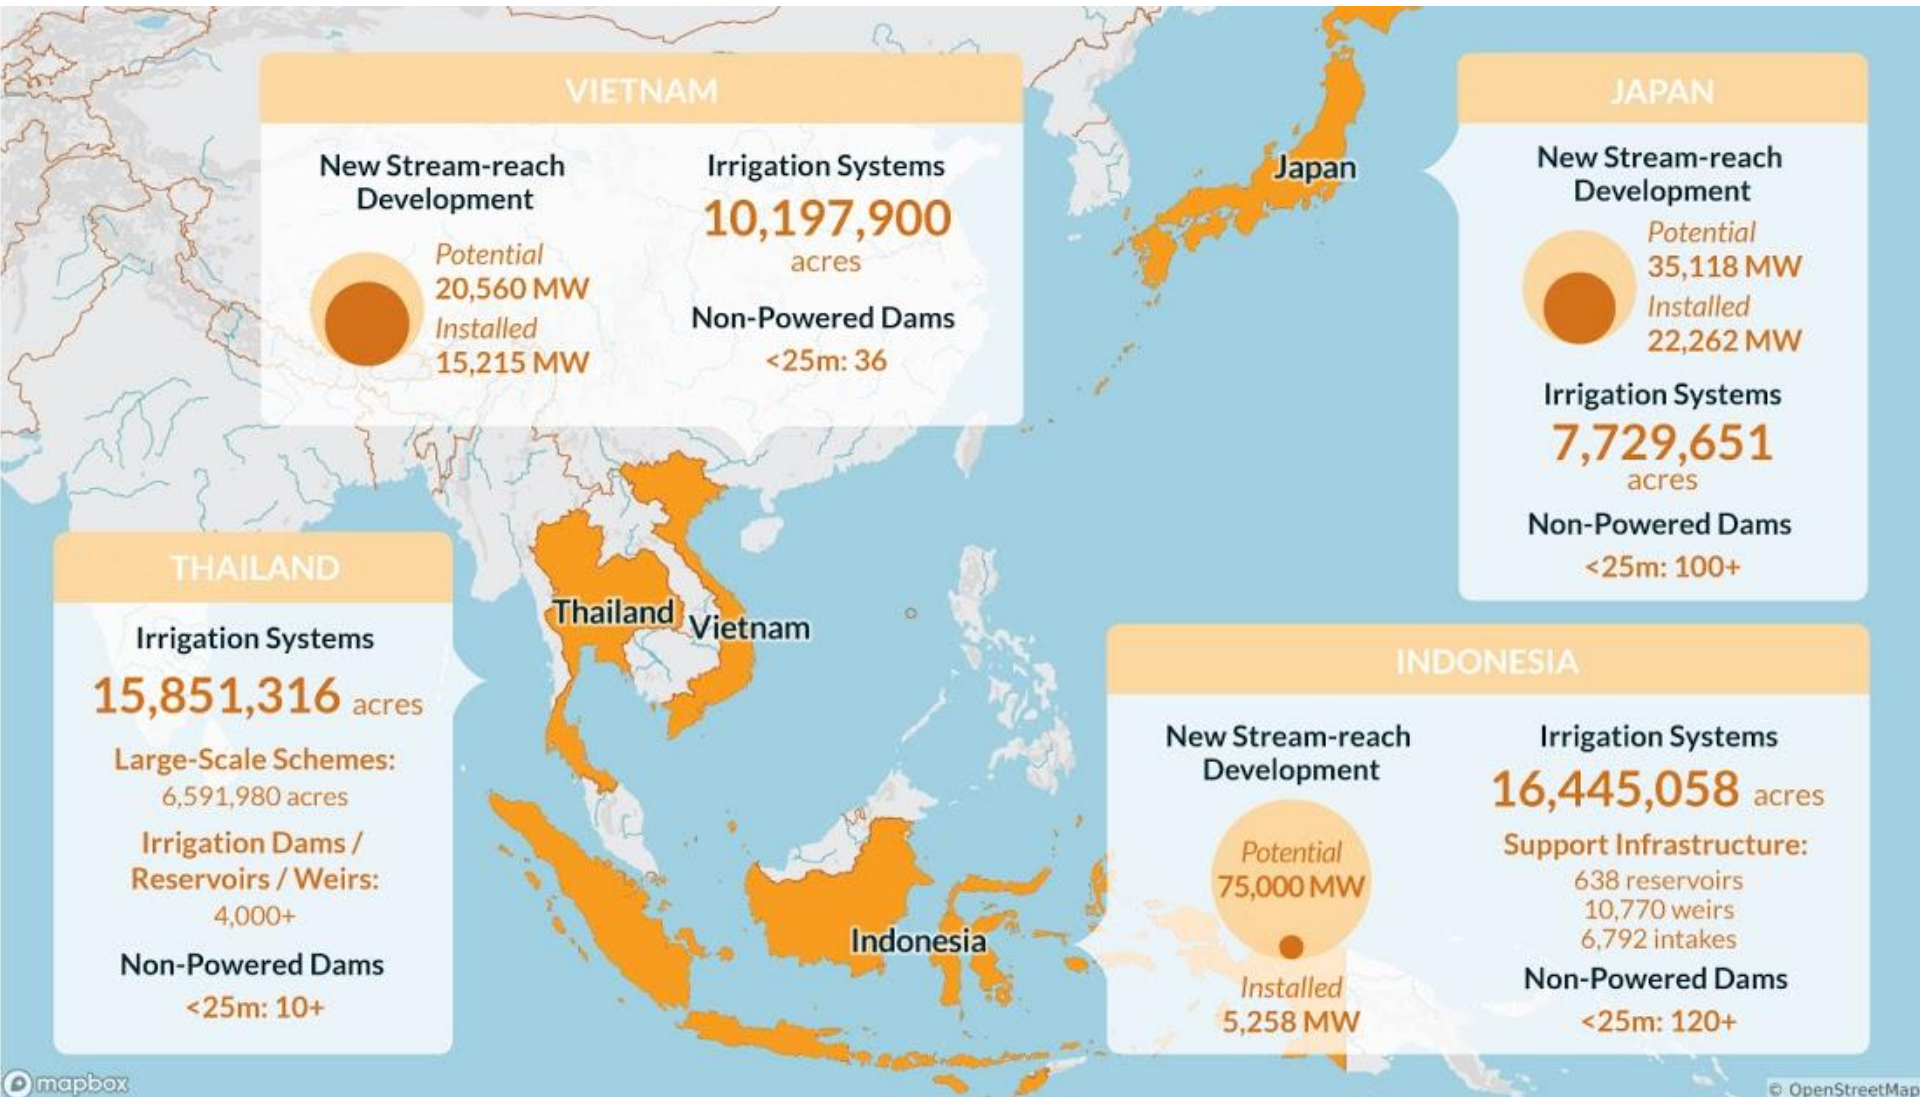 VIETNAM
New Stream-reach
Development
Potential
20,560 MW
Installed
15,215 MW
Irrigation Systems
10,197,900
acres
Non-Powered Dams
<25m: 36
JAPAN
New Stream-reach
Development
Potential
35,118 MW
Installed
22,262 MW
Irrigation Systems
7,729,651
acres
Non-Powered Dams
<25m: 100+
Japan
THAILAND
Irrigation Systems
15,851,316 acres
Large-Scale Schemes:
6,591,980 acres
Irrigation Dams /
Reservoirs / Weirs:
4,000+
Non-Powered Dams
<25m: 10+
Thailand
Vietnam
Indonesia
INDONESIA
New Stream-reach
Development
Potential
75,000 MW
Installed
5,258 MW
Irrigation Systems
16,445,058 acres
Support Infrastructure:
638 reservoirs
10,770 weirs
6,792 intakes
Non-Powered Dams
<25m: 120+
mapbox
© OpenStreetMap